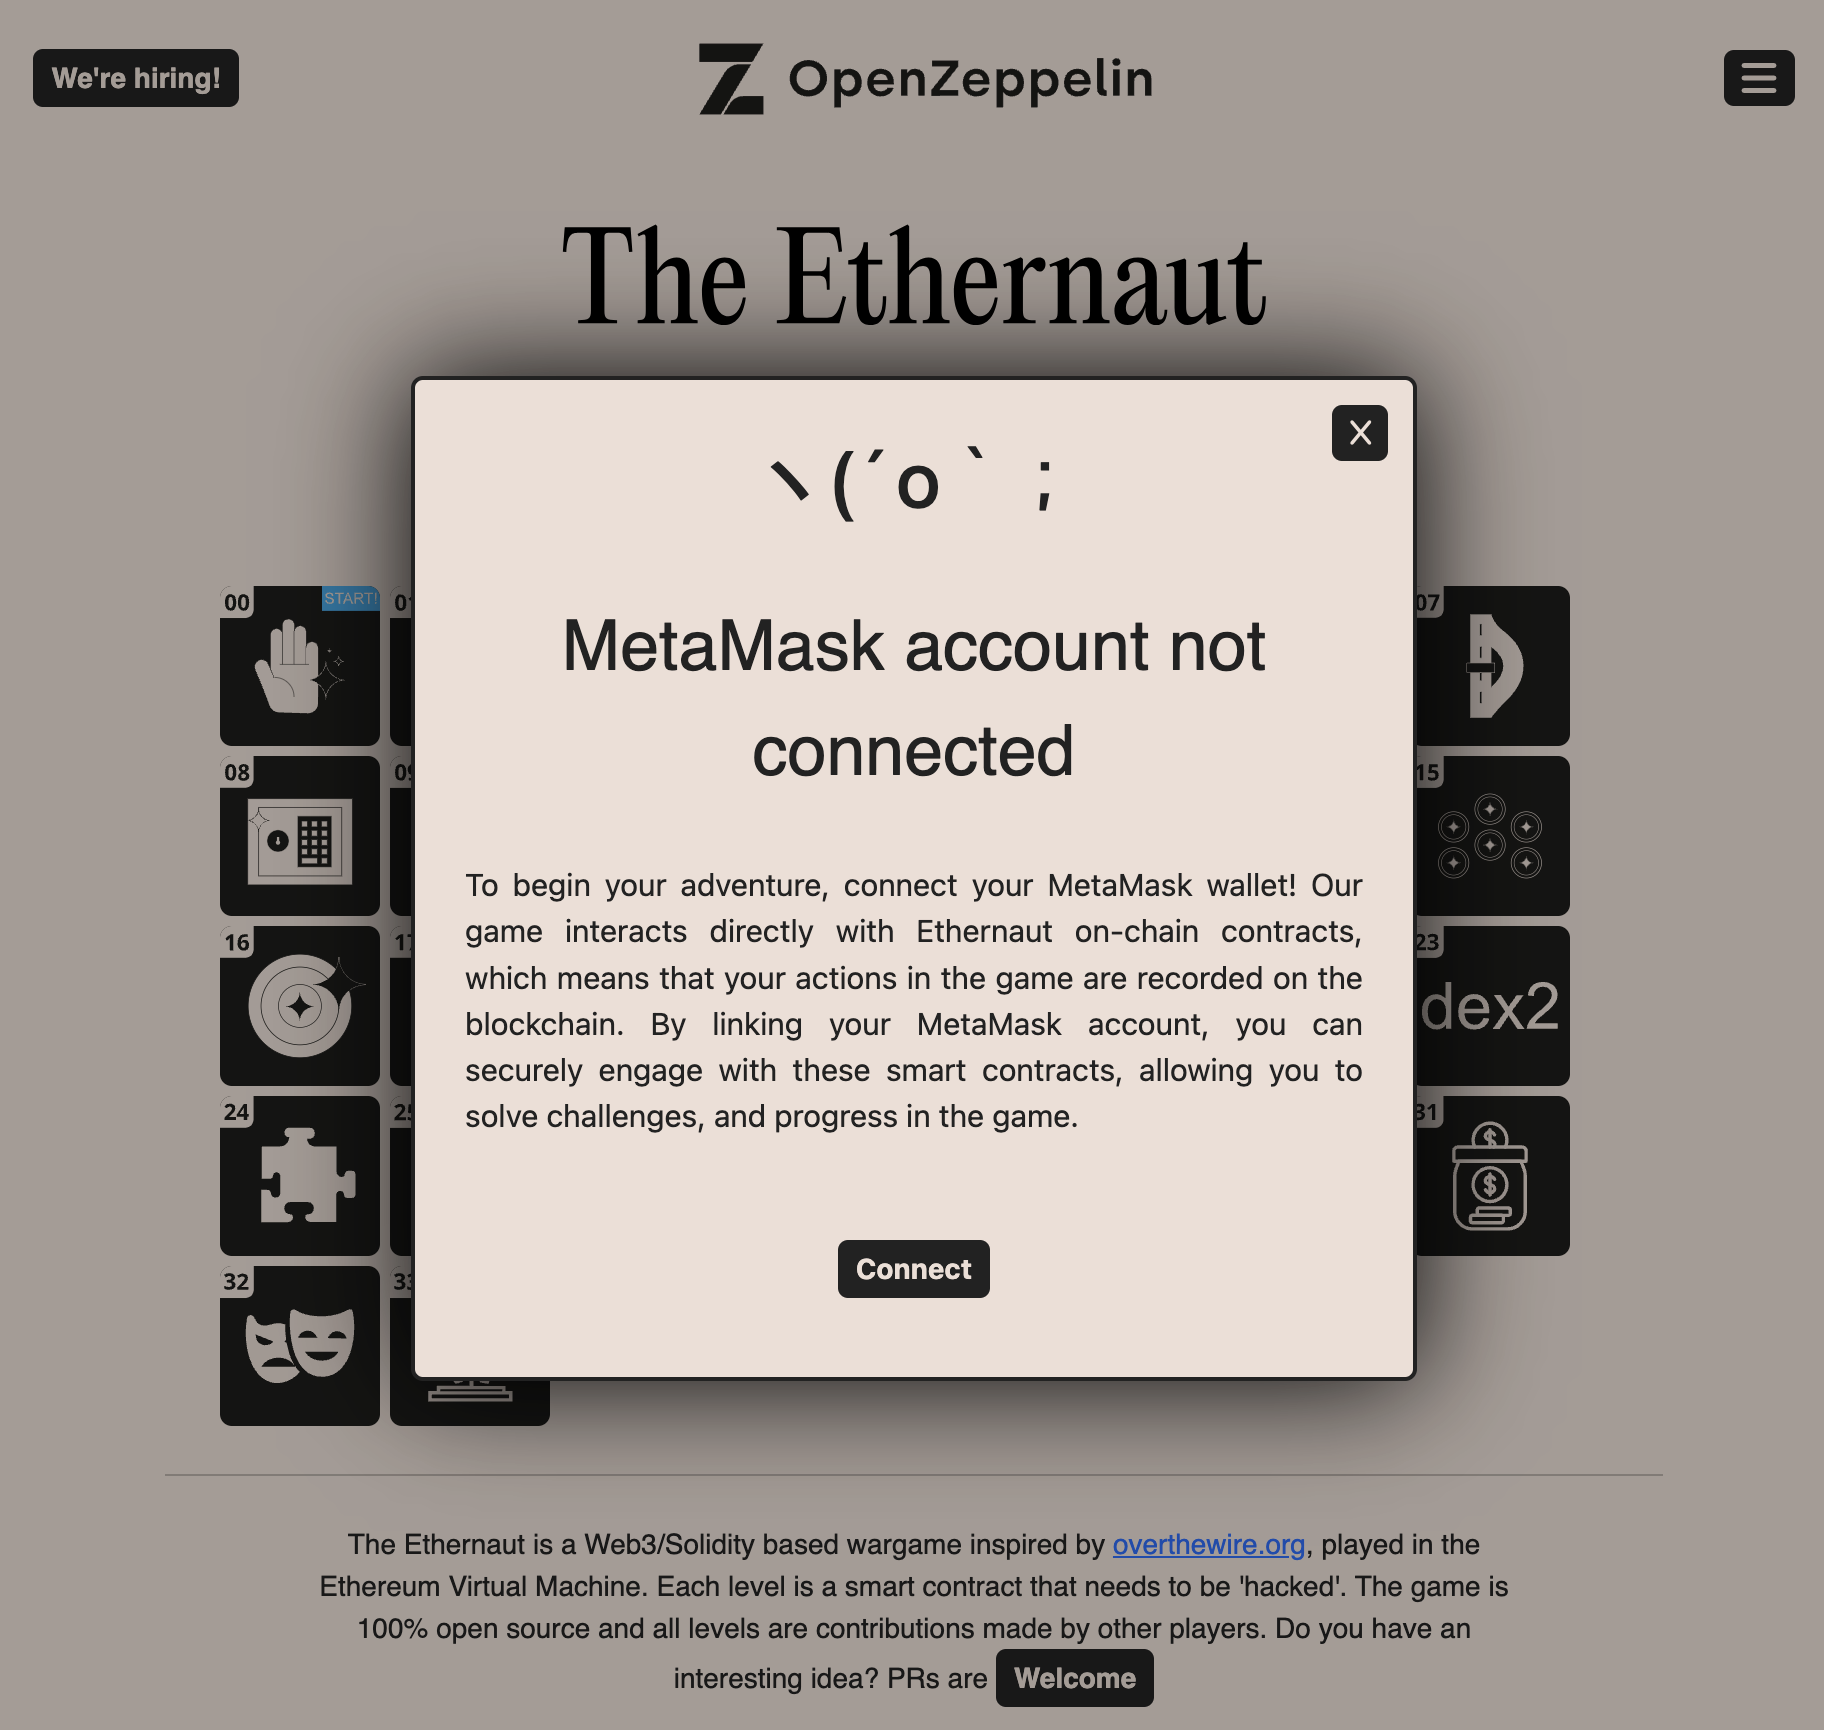 We're hiring!
OpenZeppelin
The Ethernaut
X
ヽ(´o｀；
MetaMask account not
connected
To begin your adventure, connect your MetaMask wallet! Our
game interacts directly with Ethernaut on-chain contracts,
which means that your actions in the game are recorded on the
blockchain. By linking your MetaMask account, you can
securely engage with these smart contracts, allowing you to
solve challenges, and progress in the game.
Connect
00 START!
07
08
15
16
23
dex2
24
31
32
The Ethernaut is a Web3/Solidity based wargame inspired by overthewire.org, played in the
Ethereum Virtual Machine. Each level is a smart contract that needs to be 'hacked'. The game is
100% open source and all levels are contributions made by other players. Do you have an
interesting idea? PRs are Welcome